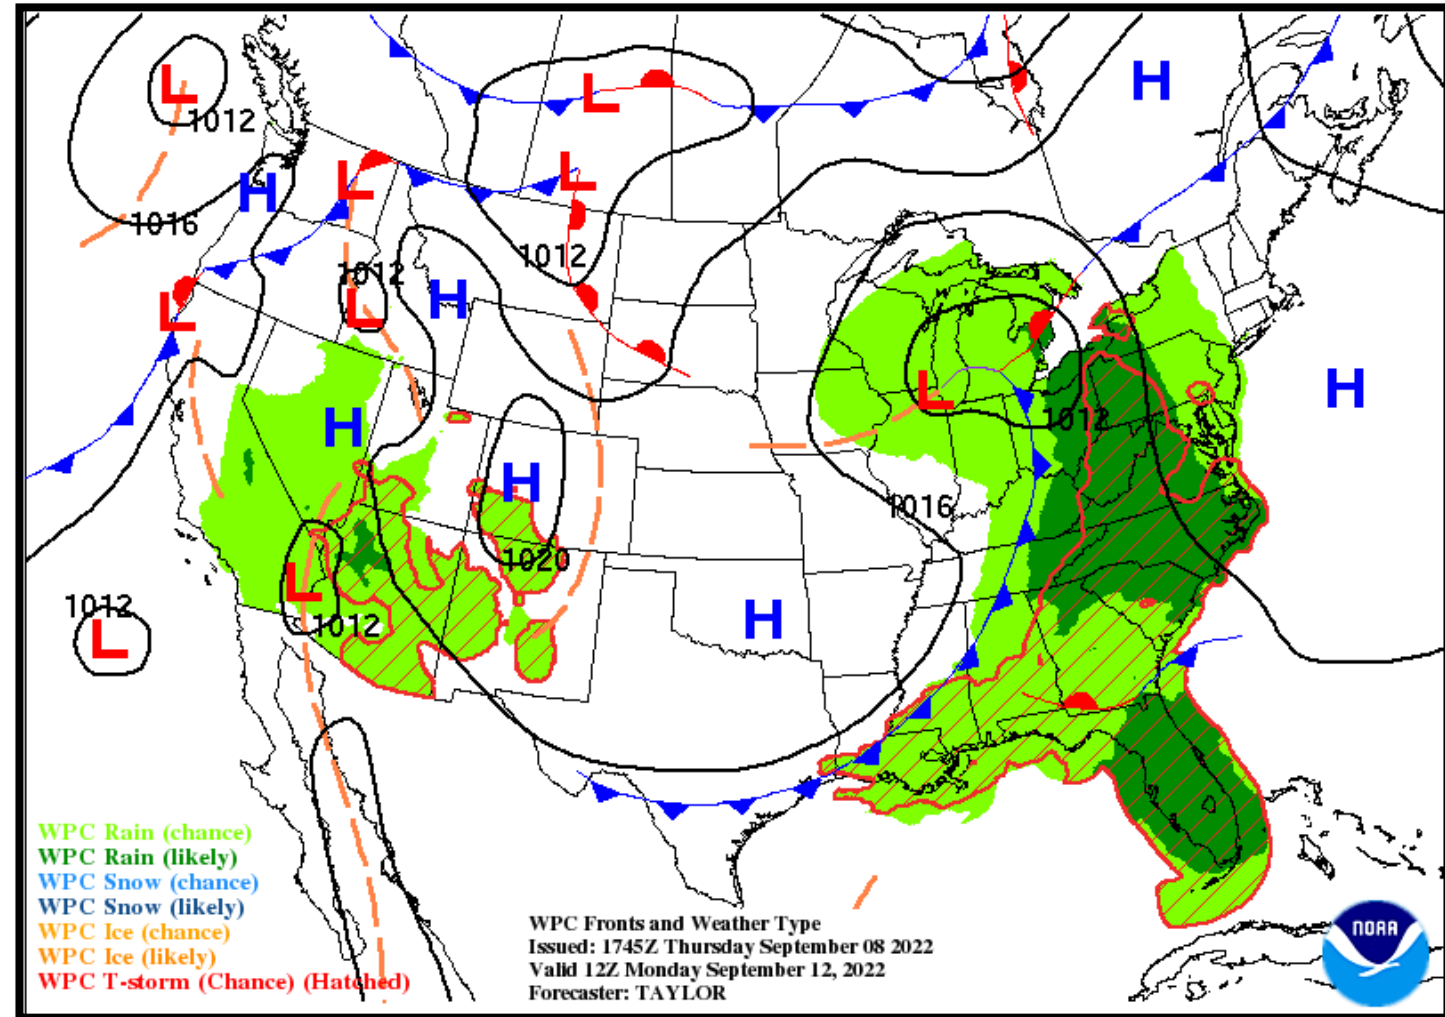 L
H
1012
L
L
L
1016
H
L
1012
1012
H
L
L
H
L
1012
H
1016
H
1020
L
1012
1012
L
H
WPC Rain (chance)
WPC Rain (likely)
WPC Snow (chance)
WPC Snow (likely)
WPC Ice (chance)
WPC Ice (likely)
WPC T-storm (Chance) (Hatched)
WPC Fronts and Weather Type
Issued: 1745Z Thursday September 08 2022
Valid 12Z Monday September 12, 2022
Forecaster: TAYLOR
NOAA